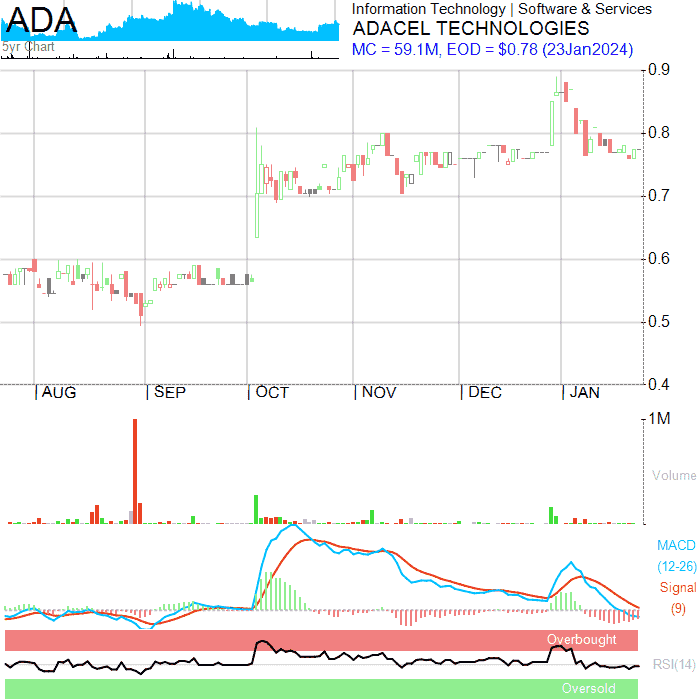 ADA
5yr Chart
Information Technology | Software & Services
ADACEL TECHNOLOGIES
MC = 59.1M, EOD = $0.78 (23Jan2024)
0.9
0.8
0.7
0.6
0.5
0.4
AUG SEP OCT NOV DEC JAN
1M
Volume
MACD
(12-26)
Signal
(9)
Overbought
RSI(14)
Oversold